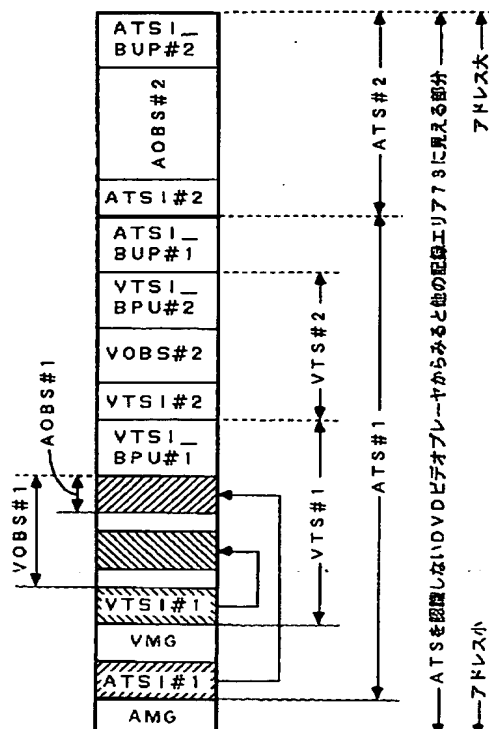 ATSI_
BUP#2
AOBS#2
ATSI#2
ATSI_
BUP#1
VTSI_
BPU#2
VOBS#2
VTSI#2
VTSI_
BPU#1
VTSI#1
VMG
ATSI#1
AMG
AOBS#1
VOBS#1
VTS#2
VTS#1
ATS#2
ATS#1
ATSを認識しないDVDビデオプレーヤからみると他の記録エリア73に見える部分
アドレス大
アドレス小